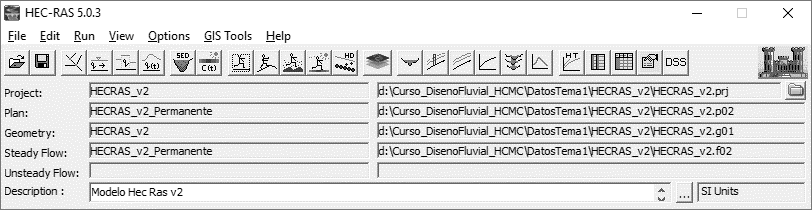 HEC-RAS 5.0.3
File Edit Run View Options GIS Tools Help
SED C(t) HD HT DSS
Project: HECRAS_v2 d:\Curso_DisenoFluvial_HCMC\DatosTema1\HECRAS_v2\HECRAS_v2.prj
Plan: HECRAS_v2_Permanente d:\Curso_DisenoFluvial_HCMC\DatosTema1\HECRAS_v2\HECRAS_v2.p02
Geometry: HECRAS_v2 d:\Curso_DisenoFluvial_HCMC\DatosTema1\HECRAS_v2\HECRAS_v2.g01
Steady Flow: HECRAS_v2_Permanente d:\Curso_DisenoFluvial_HCMC\DatosTema1\HECRAS_v2\HECRAS_v2.f02
Unsteady Flow:
Description : Modelo Hec Ras v2 ... SI Units